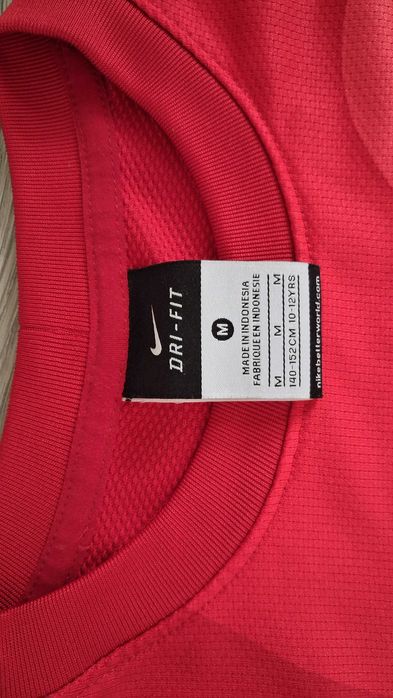 DRI-FIT
M
MADE IN INDONESIA
FABRIQUE EN INDONESIE
M M M
140-152CM 10-12YRS
nikebetterworld.com